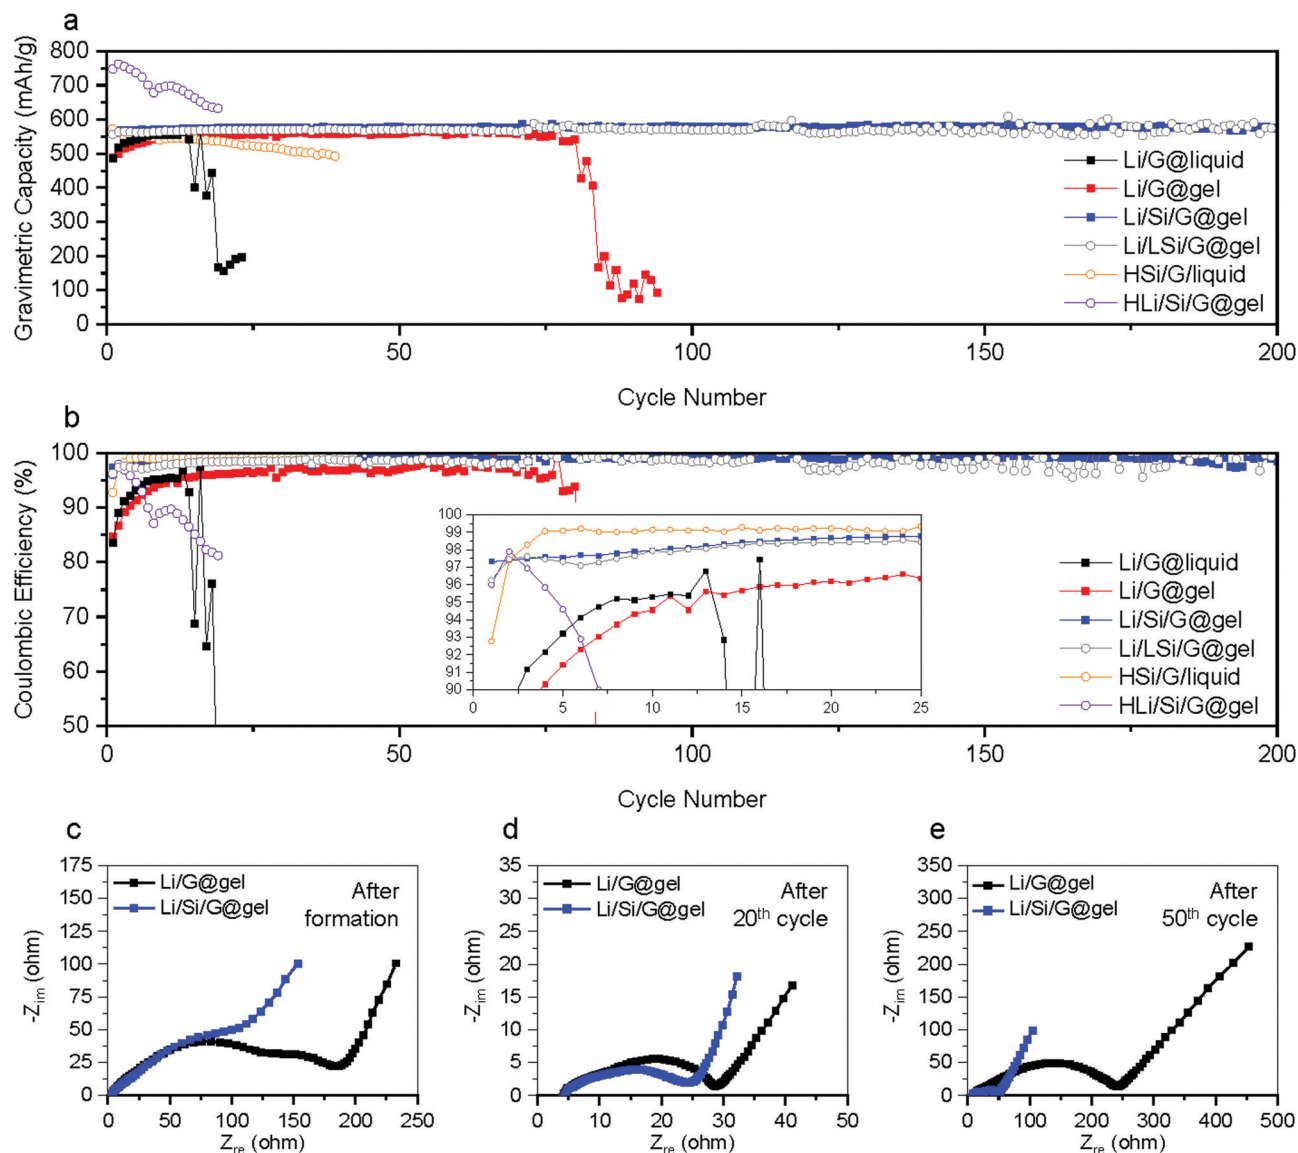 a
Gravimetric Capacity (mAh/g)
800
700
600
500
400
300
200
100
0
0
50
100
150
200
Cycle Number
Li/G@liquid
Li/G@gel
Li/Si/G@gel
Li/LSi/G@gel
HSi/G/liquid
HLi/Si/G@gel
b
Coulombic Efficiency (%)
100
90
80
70
60
50
0
50
100
150
200
Cycle Number
100
99
98
97
96
95
94
93
92
91
90
0
5
10
15
20
25
Li/G@liquid
Li/G@gel
Li/Si/G@gel
Li/LSi/G@gel
HSi/G/liquid
HLi/Si/G@gel
c
-Zim (ohm)
175
150
125
100
75
50
25
0
0
50
100
150
200
250
Zre (ohm)
Li/G@gel
Li/Si/G@gel
After
formation
d
-Zim (ohm)
35
30
25
20
15
10
5
0
0
10
20
30
40
50
Zre (ohm)
Li/G@gel
Li/Si/G@gel
After
20th cycle
e
-Zim (ohm)
350
300
250
200
150
100
50
0
0
100
200
300
400
500
Zre (ohm)
Li/G@gel
Li/Si/G@gel
After
50th cycle